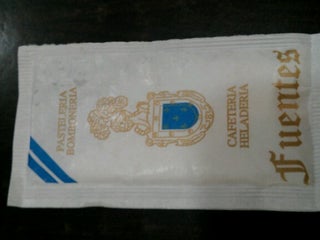 PASTELERIA
BOMBONERIA
CAFETERIA
HELADERIA
Fuentes